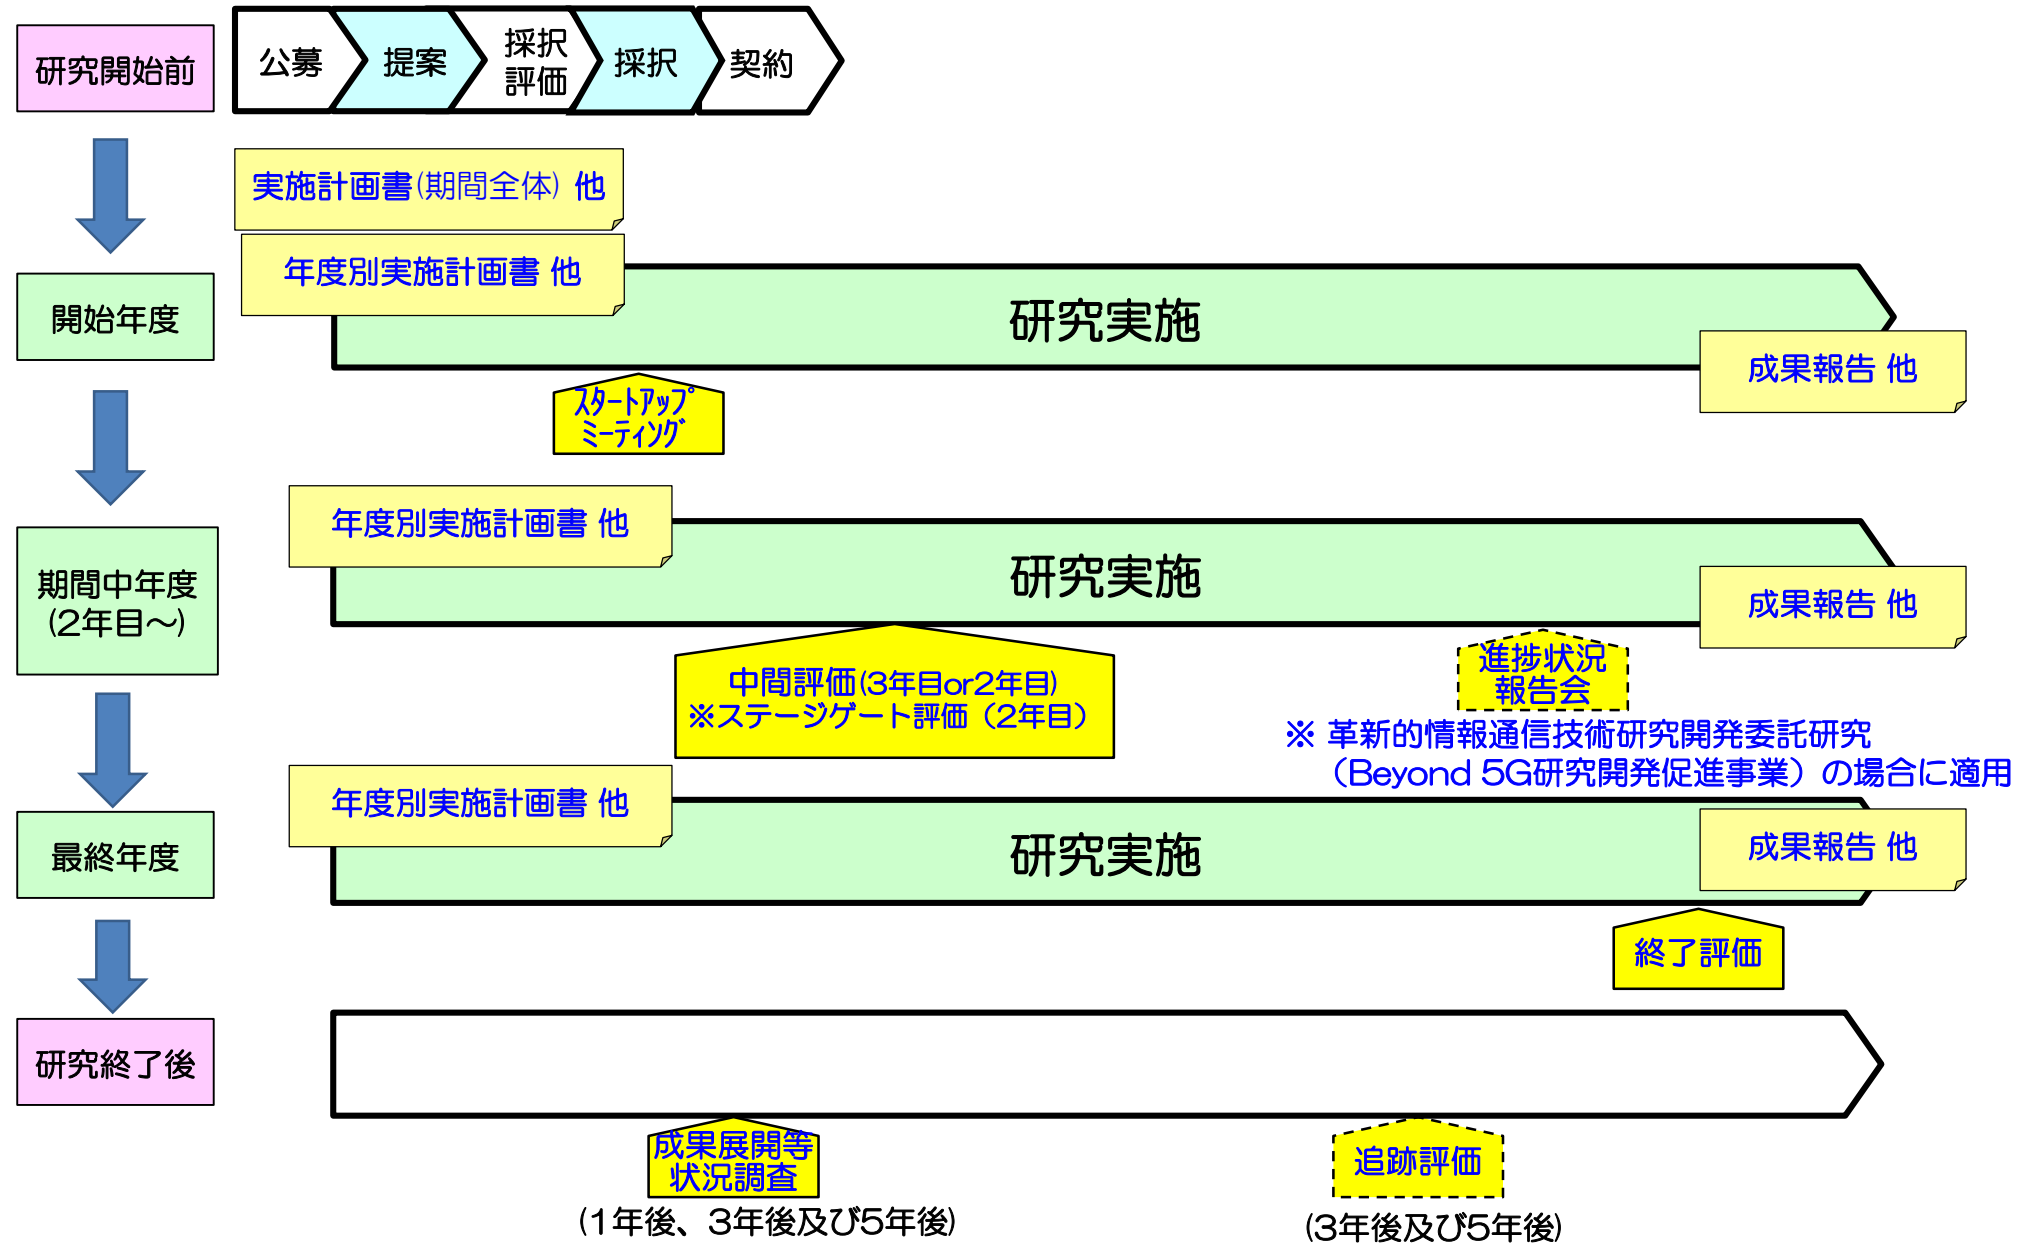 研究開始前
公募
提案
採択
評価
採択
契約
実施計画書(期間全体) 他
年度別実施計画書 他
開始年度
研究実施
成果報告 他
ｽﾀｰﾄｱｯﾌﾟ
ﾐｰﾃｨﾝｸﾞ
年度別実施計画書 他
期間中年度
(2年目～)
研究実施
成果報告 他
中間評価(3年目or2年目)
※ステージゲート評価（2年目）
進捗状況
報告会
※ 革新的情報通信技術研究開発委託研究
（Beyond 5G研究開発促進事業）の場合に適用
年度別実施計画書 他
最終年度
研究実施
成果報告 他
終了評価
研究終了後
成果展開等
状況調査
(1年後、3年後及び5年後)
追跡評価
(3年後及び5年後)